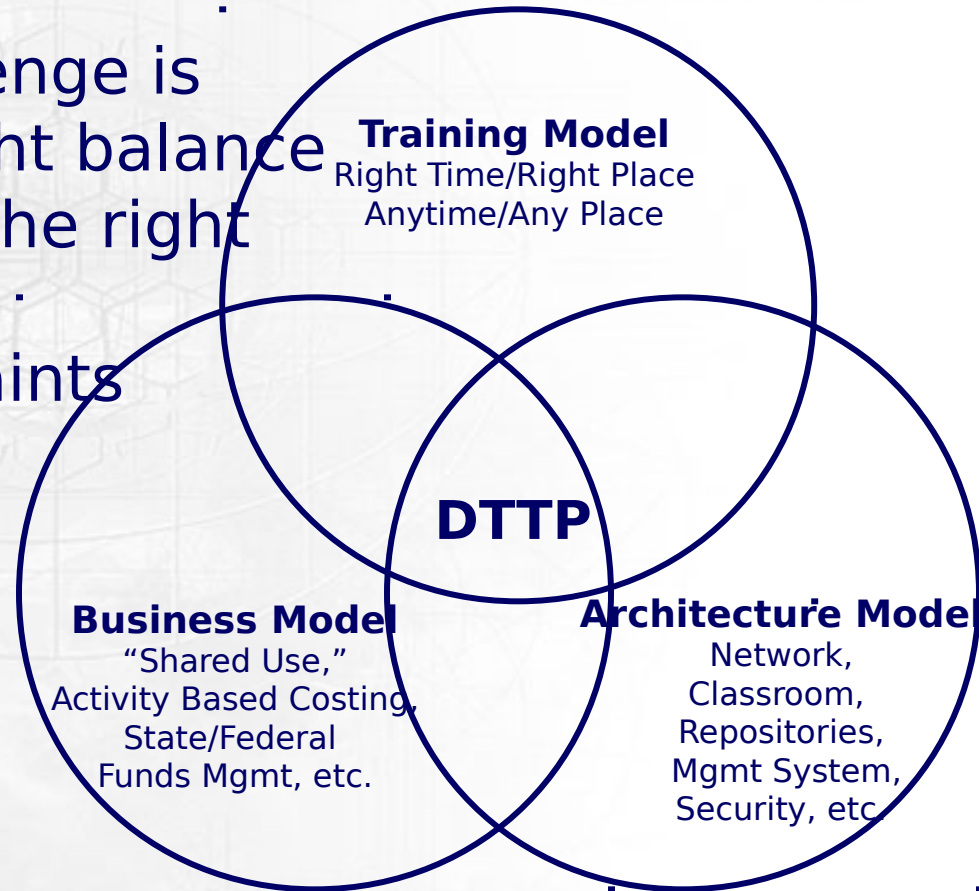 enge is
ht balance
he right
aints
Training Model
Right Time/Right Place
Anytime/Any Place
DTTP
Business Model
“Shared Use,”
Activity Based Costing,
State/Federal
Funds Mgmt, etc.
Architecture Model
Network,
Classroom,
Repositories,
Mgmt System,
Security, etc.